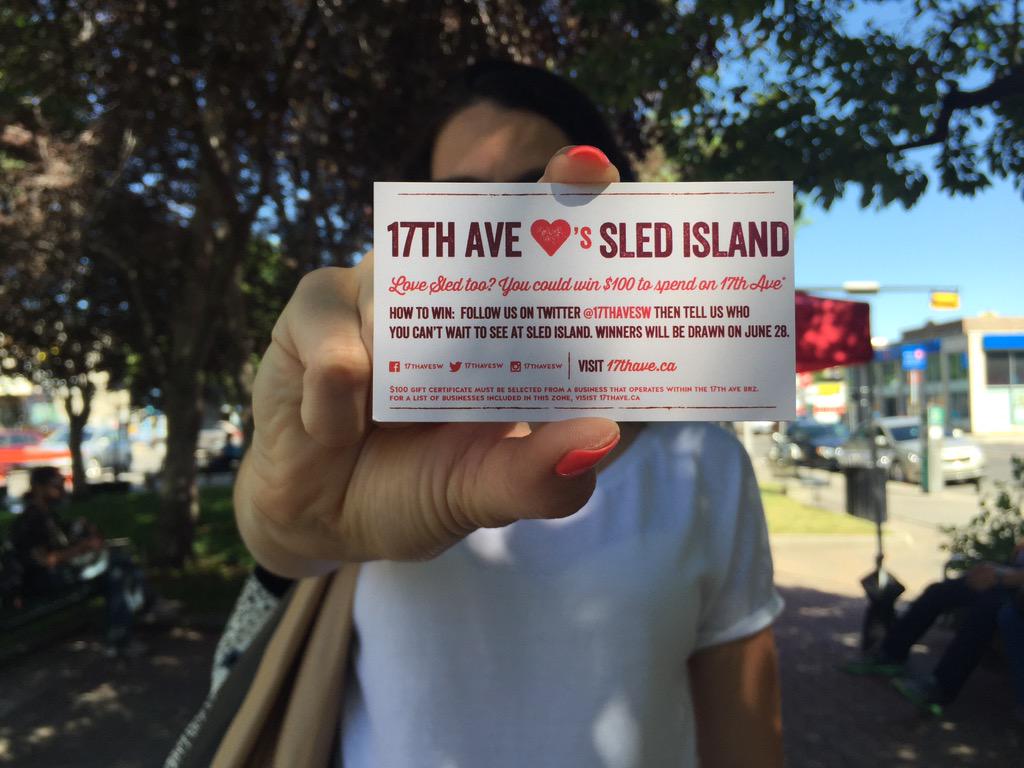 17TH AVE ❤'S SLED ISLAND
Love Sled too? You could win $100 to spend on 17th Ave*
HOW TO WIN: FOLLOW US ON TWITTER @17THAVESW THEN TELL US WHO
YOU CAN'T WAIT TO SEE AT SLED ISLAND. WINNERS WILL BE DRAWN ON JUNE 28.
17THAVESW 17THAVESW 17THAVESW VISIT 17thave.ca
$100 GIFT CERTIFICATE MUST BE SELECTED FROM A BUSINESS THAT OPERATES WITHIN THE 17TH AVE BRZ.
FOR A LIST OF BUSINESSES INCLUDED IN THIS ZONE, VISIST 17THAVE.CA